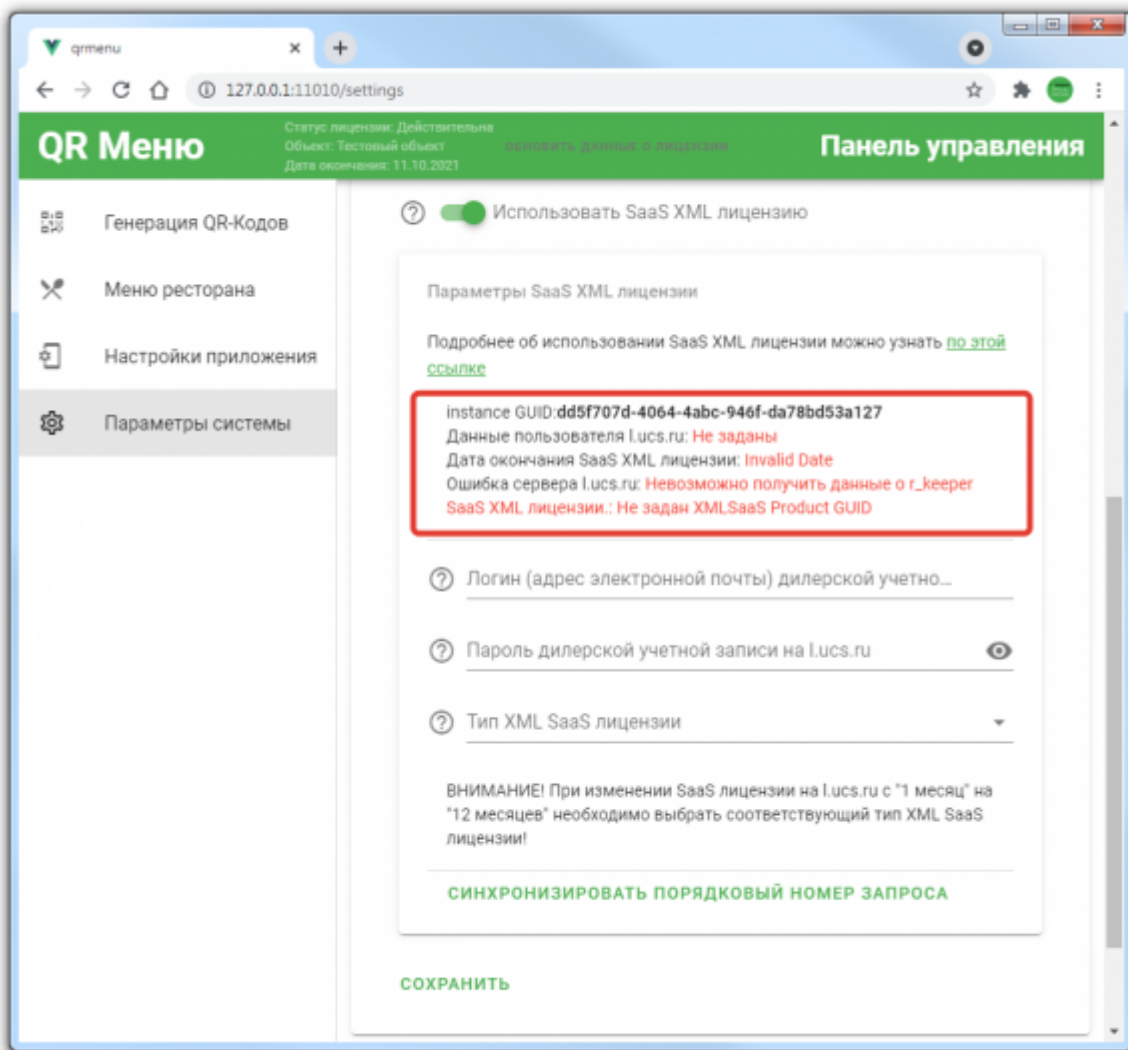 qrmenu
127.0.0.1:11010/settings
QR Меню
Статус лицензии: Действительна
Объект: Тестовый объект
Дата окончания: 11.10.2021
ОБНОВИТЬ ДАННЫЕ О ЛИЦЕНЗИИ
Панель управления
Генерация QR-Кодов
Меню ресторана
Настройки приложения
Параметры системы
Использовать SaaS XML лицензию
Параметры SaaS XML лицензии
Подробнее об использовании SaaS XML лицензии можно узнать по этой
ссылке
instance GUID:dd5f707d-4064-4abc-946f-da78bd53a127
Данные пользователя l.ucs.ru: Не заданы
Дата окончания SaaS XML лицензии: Invalid Date
Ошибка сервера l.ucs.ru: Невозможно получить данные о r_keeper
SaaS XML лицензии.: Не задан XMLSaaS Product GUID
Логин (адрес электронной почты) дилерской учетно...
Пароль дилерской учетной записи на l.ucs.ru
Тип XML SaaS лицензии
ВНИМАНИЕ! При изменении SaaS лицензии на l.ucs.ru с "1 месяц" на
"12 месяцев" необходимо выбрать соответствующий тип XML SaaS
лицензии!
СИНХРОНИЗИРОВАТЬ ПОРЯДКОВЫЙ НОМЕР ЗАПРОСА
СОХРАНИТЬ